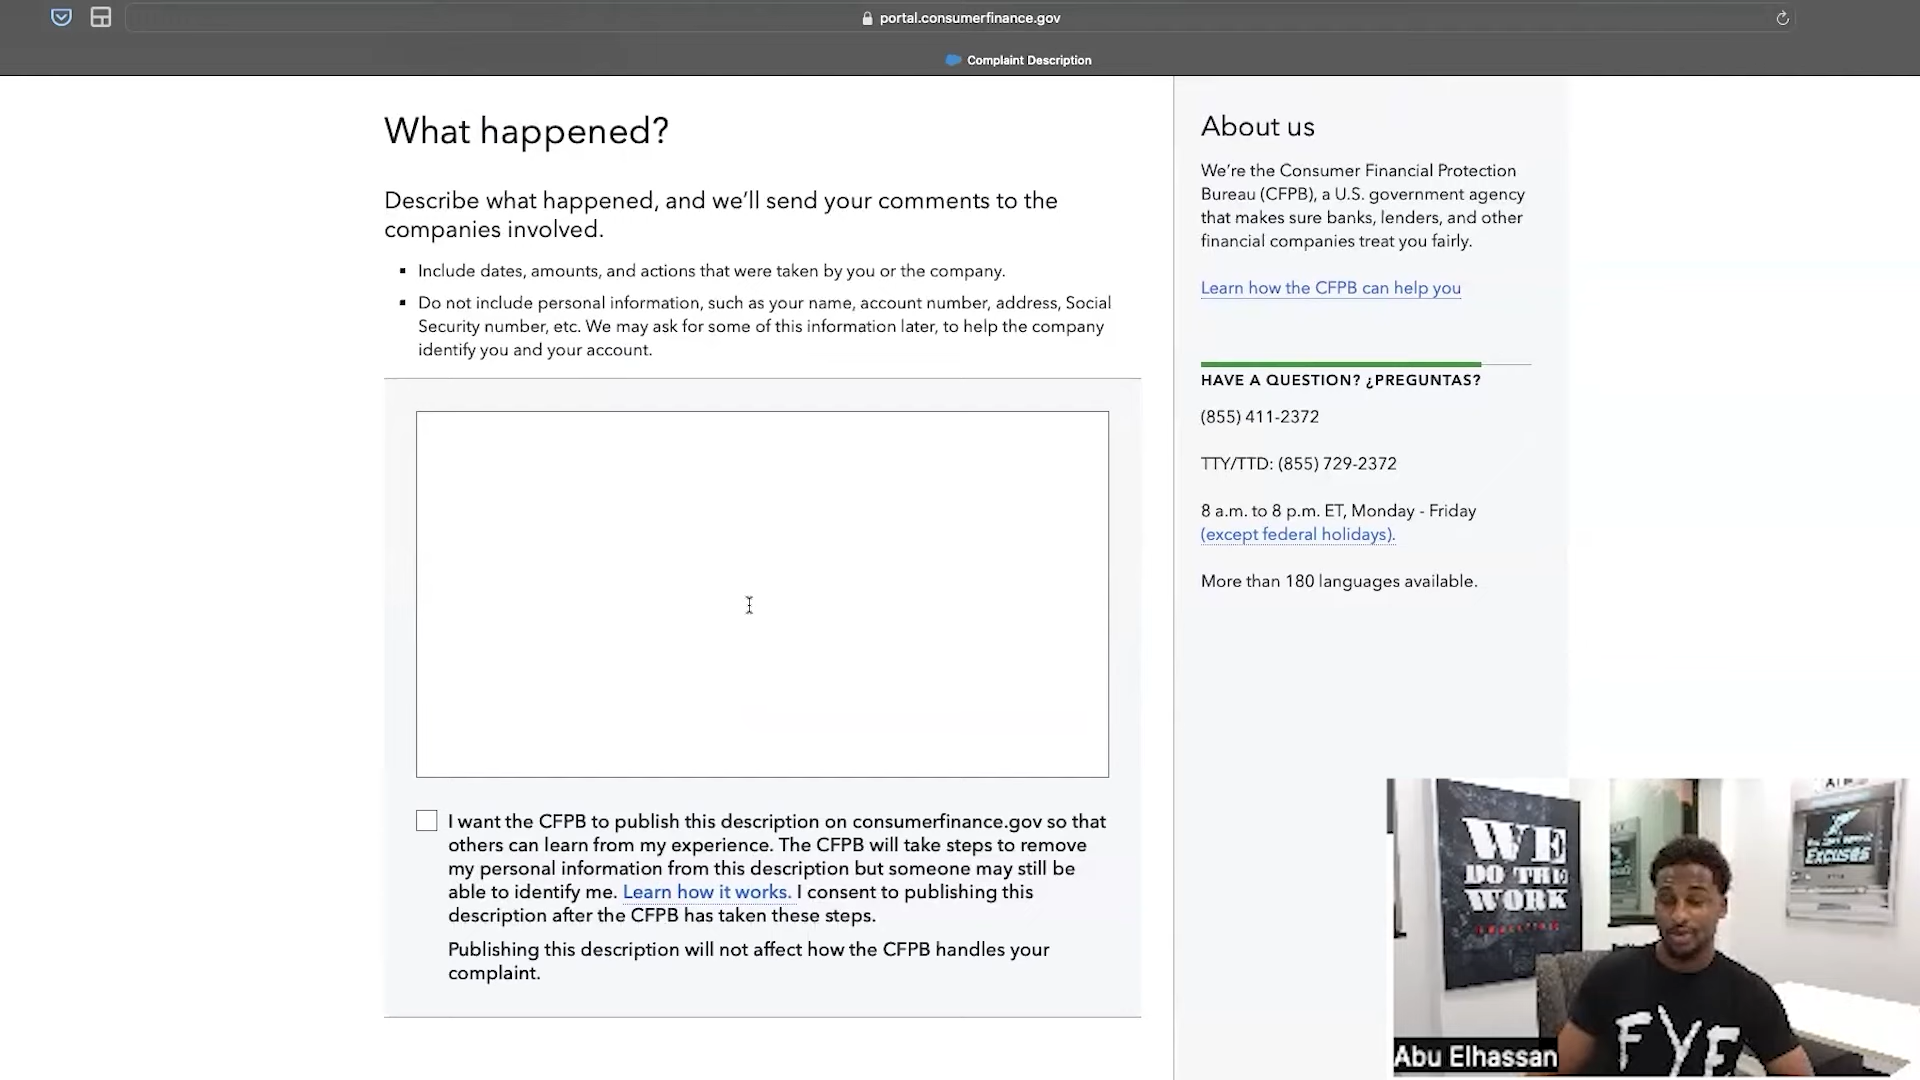 portal.consumerfinance.gov
Complaint Description
What happened?
Describe what happened, and we'll send your comments to the
companies involved.
Include dates, amounts, and actions that were taken by you or the company.
Do not include personal information, such as your name, account number, address, Social
Security number, etc. We may ask for some of this information later, to help the company
identify you and your account.
I want the CFPB to publish this description on consumerfinance.gov so that
others can learn from my experience. The CFPB will take steps to remove
my personal information from this description but someone may still be
able to identify me. Learn how it works. I consent to publishing this
description after the CFPB has taken these steps.
Publishing this description will not affect how the CFPB handles your
complaint.
About us
We're the Consumer Financial Protection
Bureau (CFPB), a U.S. government agency
that makes sure banks, lenders, and other
financial companies treat you fairly.
Learn how the CFPB can help you
HAVE A QUESTION? ¿PREGUNTAS?
(855) 411-2372
TTY/TTD: (855) 729-2372
8 a.m. to 8 p.m. ET, Monday - Friday
(except federal holidays).
More than 180 languages available.
WE
DO THE
WORK
EXCUSES
FYE
Abu Elhassan